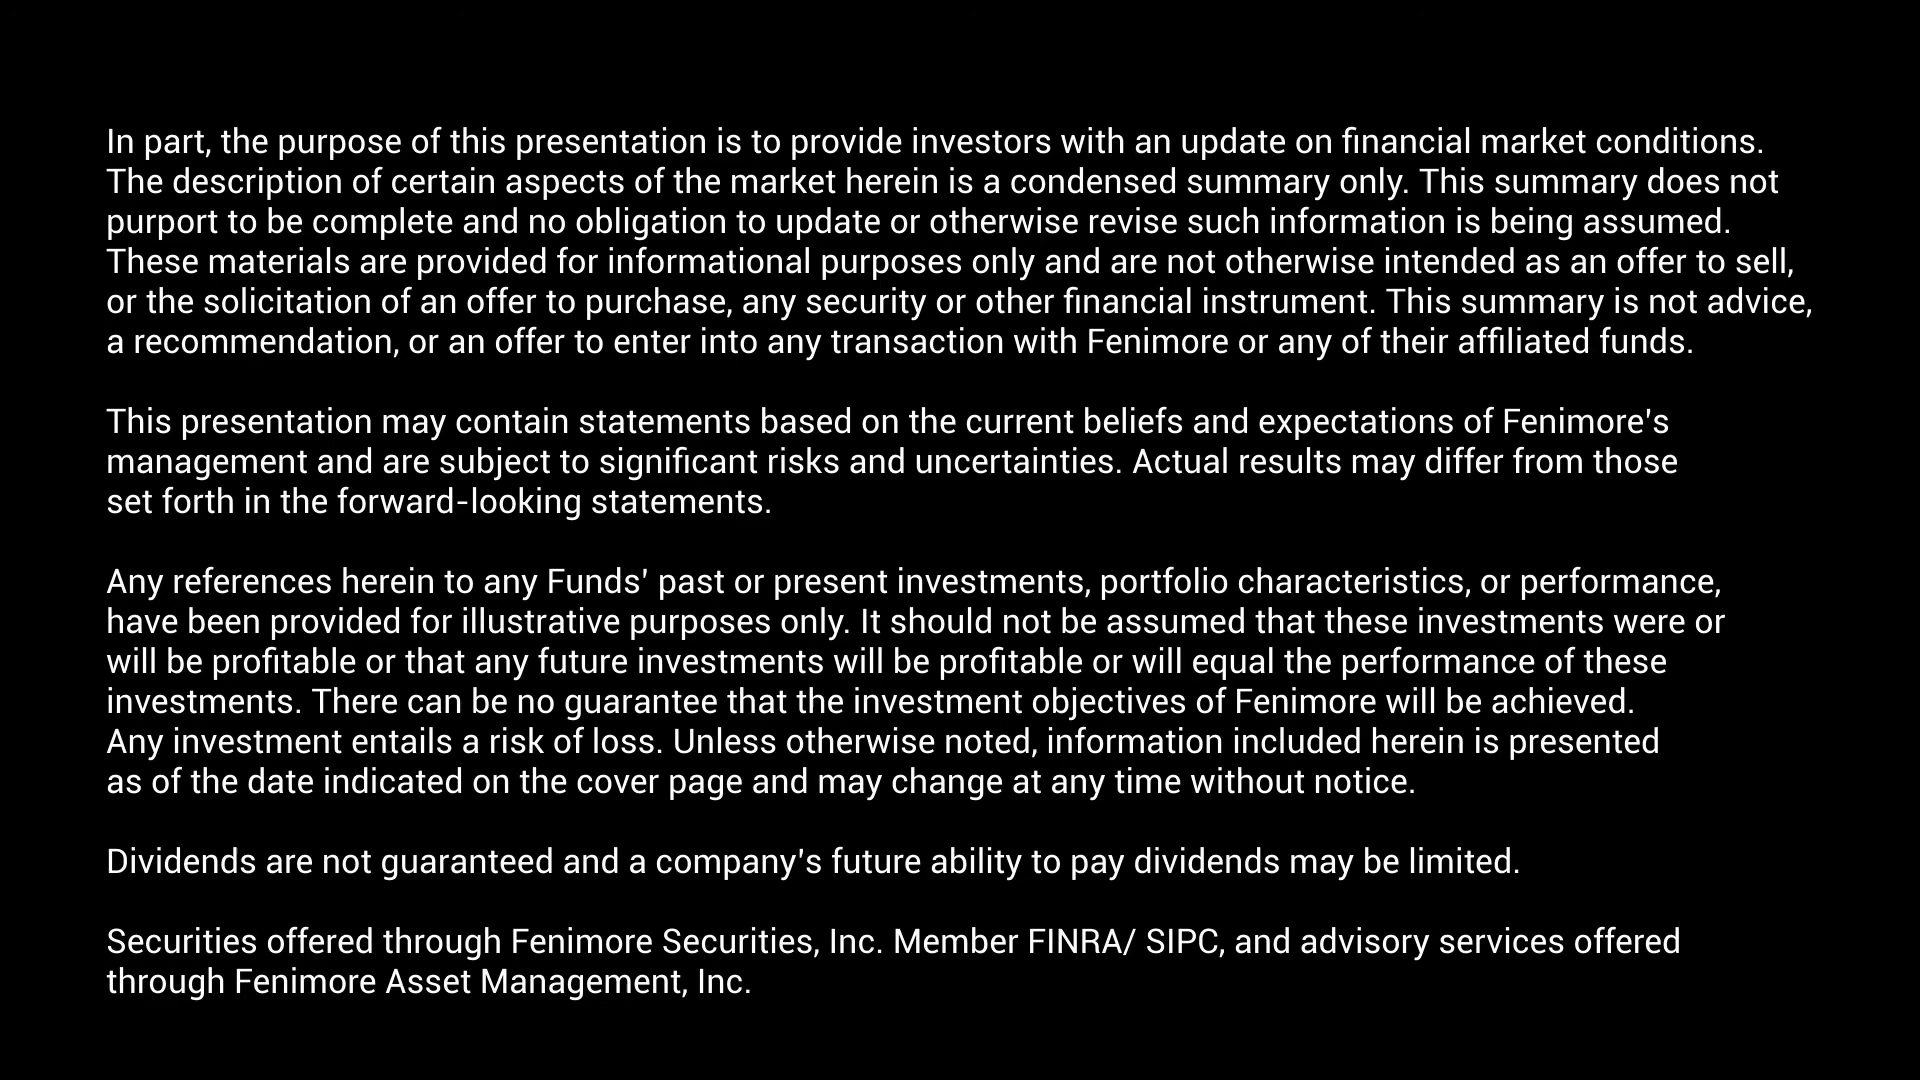 In part, the purpose of this presentation is to provide investors with an update on financial market conditions.
The description of certain aspects of the market herein is a condensed summary only. This summary does not
purport to be complete and no obligation to update or otherwise revise such information is being assumed.
These materials are provided for informational purposes only and are not otherwise intended as an offer to sell,
or the solicitation of an offer to purchase, any security or other financial instrument. This summary is not advice,
a recommendation, or an offer to enter into any transaction with Fenimore or any of their affiliated funds.
This presentation may contain statements based on the current beliefs and expectations of Fenimore's
management and are subject to significant risks and uncertainties. Actual results may differ from those
set forth in the forward-looking statements.
Any references herein to any Funds' past or present investments, portfolio characteristics, or performance,
have been provided for illustrative purposes only. It should not be assumed that these investments were or
will be profitable or that any future investments will be profitable or will equal the performance of these
investments. There can be no guarantee that the investment objectives of Fenimore will be achieved.
Any investment entails a risk of loss. Unless otherwise noted, information included herein is presented
as of the date indicated on the cover page and may change at any time without notice.
Dividends are not guaranteed and a company's future ability to pay dividends may be limited.
Securities offered through Fenimore Securities, Inc. Member FINRA/ SIPC, and advisory services offered
through Fenimore Asset Management, Inc.